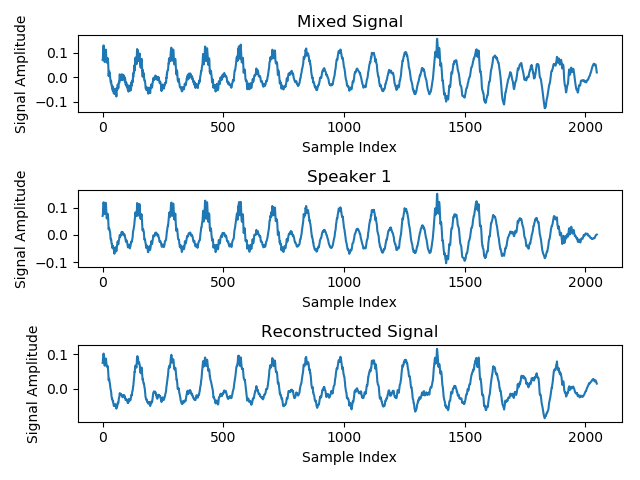 Mixed Signal
Signal Amplitude
0.1
0.0
−0.1
0 500 1000 1500 2000
Sample Index
Speaker 1
Signal Amplitude
0.1
0.0
−0.1
0 500 1000 1500 2000
Sample Index
Reconstructed Signal
Signal Amplitude
0.1
0.0
0 500 1000 1500 2000
Sample Index